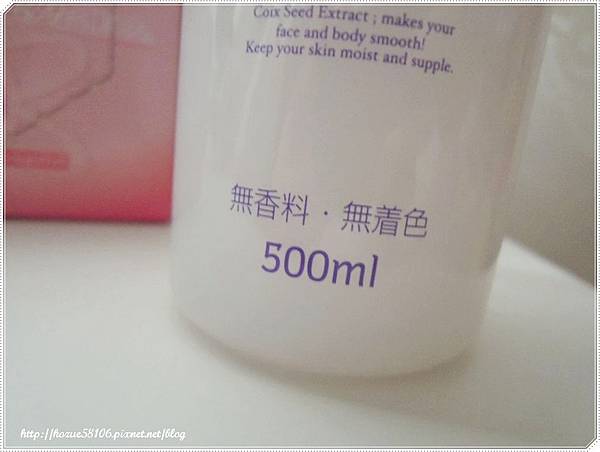 Coix Seed Extract ; makes your
face and body smooth!
Keep your skin moist and supple.
無香料・無着色
500ml
http://kozue58106.pixnet.net/blog